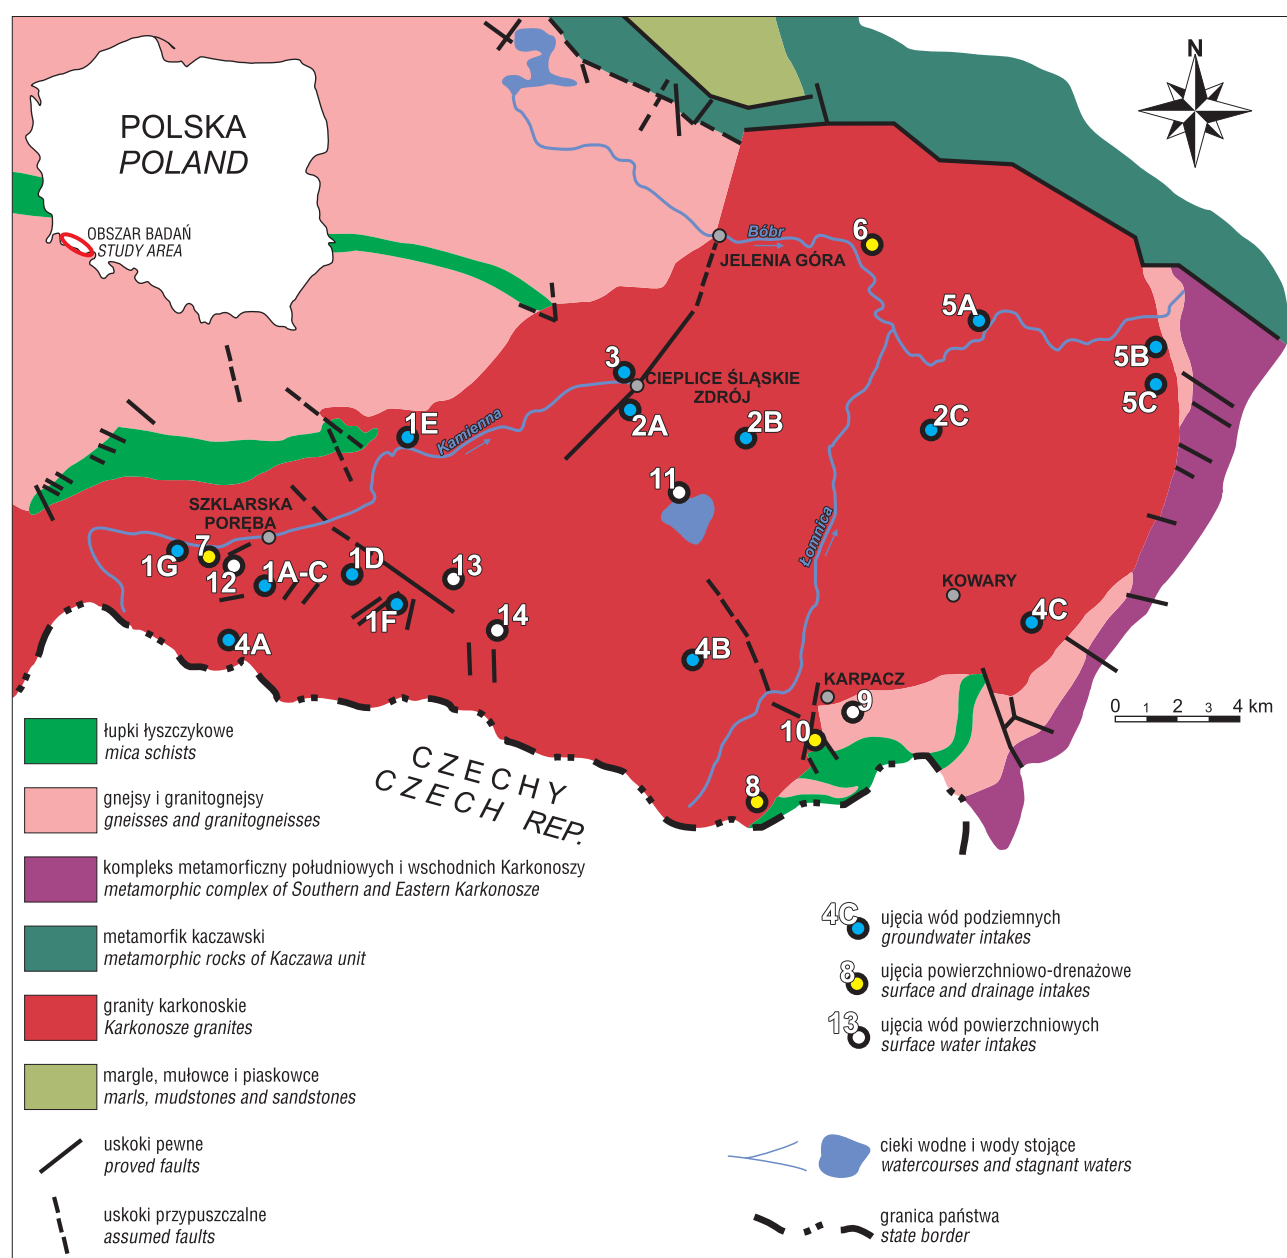 N
POLSKA
POLAND
OBSZAR BADAŃ
STUDY AREA
Bóbr
6
JELENIA GÓRA
5A
5B
5C
3
CIEPLICE ŚLĄSKIE
ZDRÓJ
2A
2B
2C
1E
Kamienna
11
SZKLARSKA
PORĘBA
1G
7
12
1A-C
1D
1F
13
14
Łomnica
KOWARY
4C
4A
4B
KARPACZ
9
10
8
0 1 2 3 4 km
CZECHY
CZECH REP.
łupki łyszczykowe
mica schists
gnejsy i granitognejsy
gneisses and granitogneisses
kompleks metamorficzny południowych i wschodnich Karkonoszy
metamorphic complex of Southern and Eastern Karkonosze
metamorfik kaczawski
metamorphic rocks of Kaczawa unit
granity karkonoskie
Karkonosze granites
margle, mułowce i piaskowce
marls, mudstones and sandstones
uskoki pewne
proved faults
uskoki przypuszczalne
assumed faults
4C
ujęcia wód podziemnych
groundwater intakes
8
ujęcia powierzchniowo-drenażowe
surface and drainage intakes
13
ujęcia wód powierzchniowych
surface water intakes
cieki wodne i wody stojące
watercourses and stagnant waters
granica państwa
state border